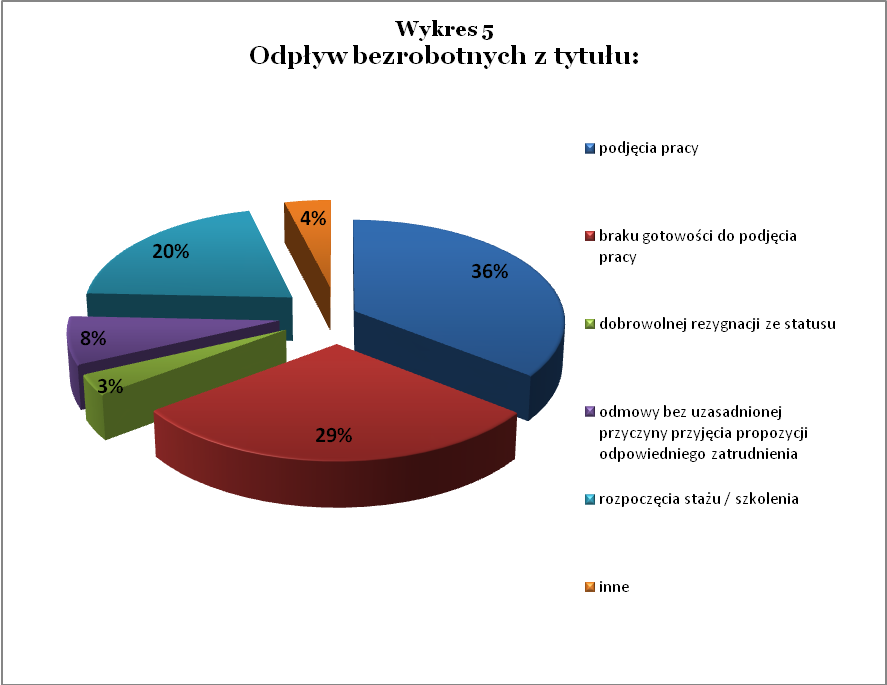 Wykres 5
Odpływ bezrobotnych z tytułu:
4%
36%
20%
8%
3%
29%
podjęcia pracy
braku gotowości do podjęcia
pracy
dobrowolnej rezygnacji ze statusu
odmowy bez uzasadnionej
przyczyny przyjęcia propozycji
odpowiedniego zatrudnienia
rozpoczęcia stażu / szkolenia
inne